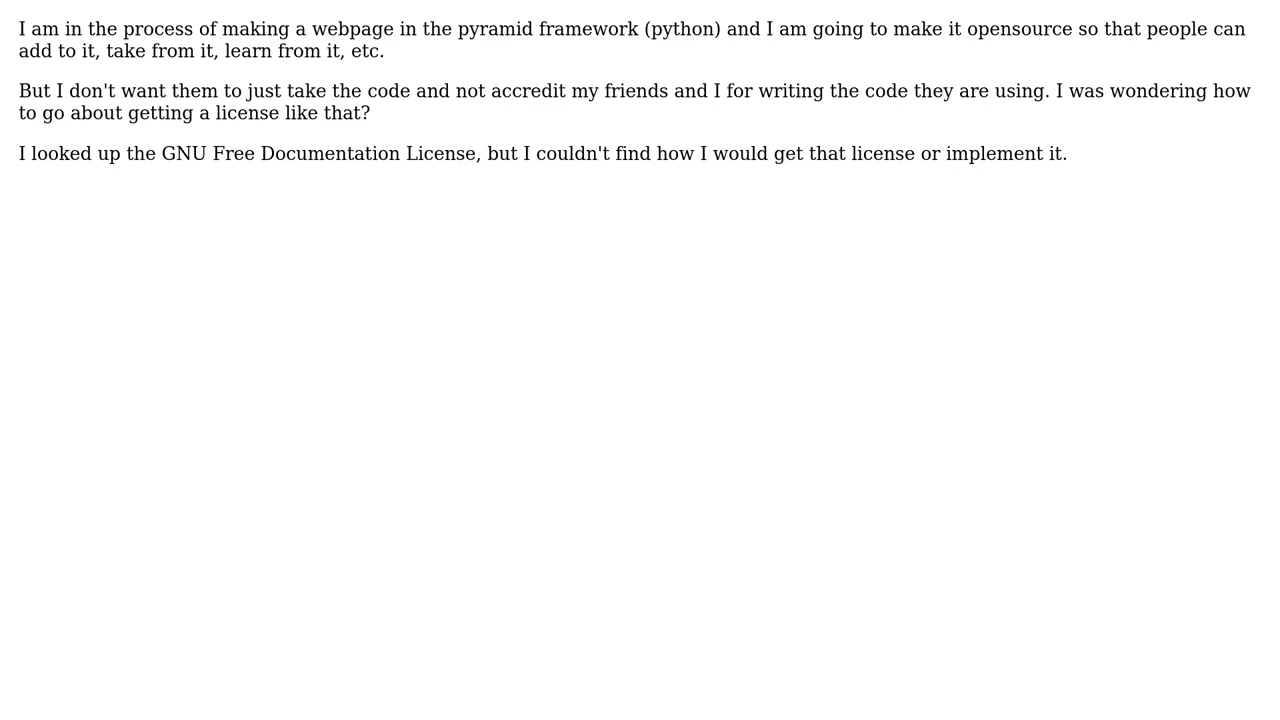 I am in the process of making a webpage in the pyramid framework (python) and I am going to make it opensource so that people can
add to it, take from it, learn from it, etc.
But I don't want them to just take the code and not accredit my friends and I for writing the code they are using. I was wondering how
to go about getting a license like that?
I looked up the GNU Free Documentation License, but I couldn't find how I would get that license or implement it.